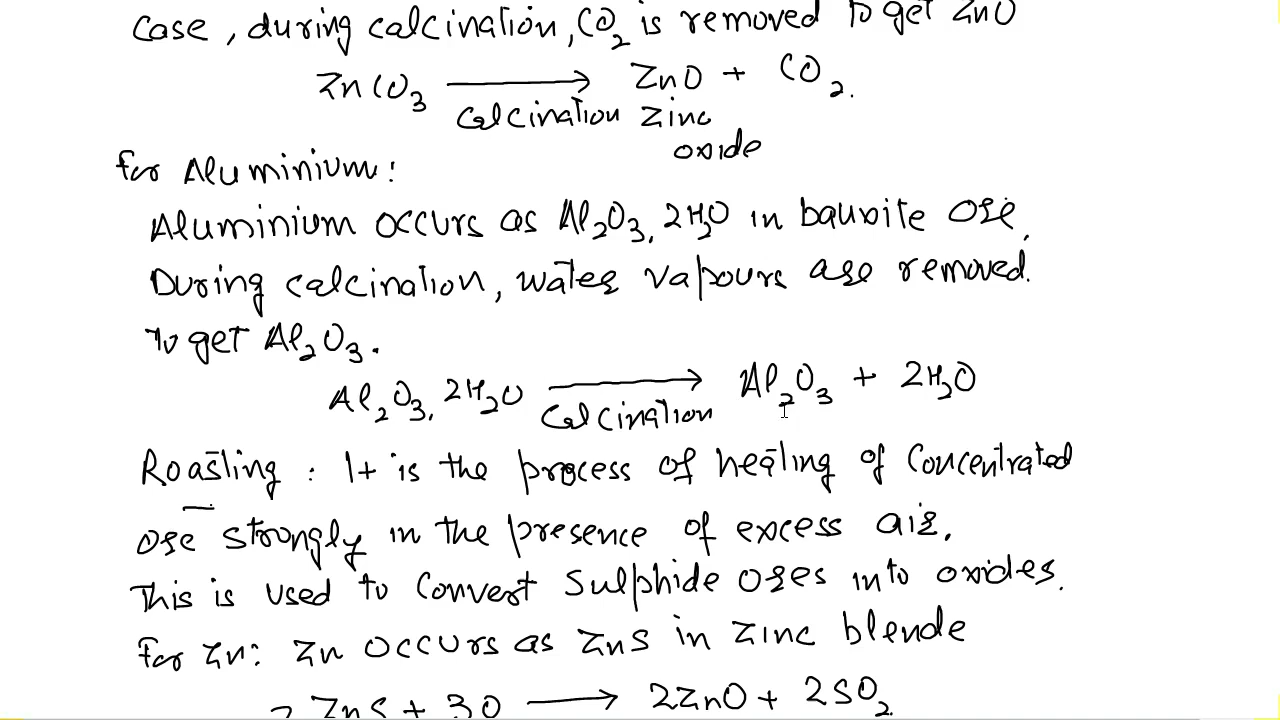 Case, during calcination, CO2 is removed to get ZnO
ZnCO3 ⟶ ZnO + CO2.
Calcination Zinc
oxide
for Aluminium:
Aluminium occurs as Al2O3. 2H2O in bauxite Ore.
During calcination, water vapours are removed.
To get Al2O3.
Al2O3. 2H2O ⟶ Al2O3 + 2H2O
Calcination
Roasting : It is the process of heating of Concentrated
ore strongly in the presence of excess air.
This is used to convert Sulphide ores into oxides.
for Zn: Zn occurs as ZnS in Zinc blende
2 ZnS + 3O ⟶ 2ZnO + 2SO2